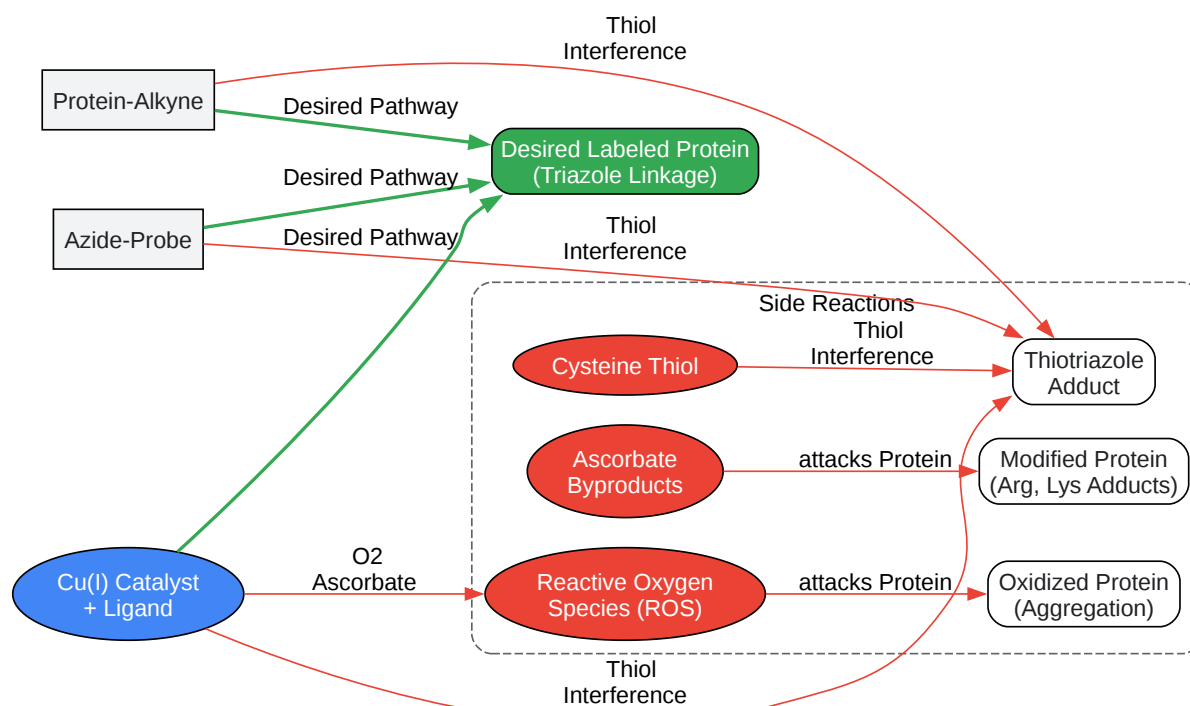 Thiol
Interference
Protein-Alkyne
Desired Pathway
Desired Labeled Protein
(Triazole Linkage)
Desired Pathway
Azide-Probe
Desired Pathway
Thiol
Interference
Side Reactions
Thiol
Interference
Cysteine Thiol
Thiotriazole
Adduct
Ascorbate
Byproducts
attacks Protein
Modified Protein
(Arg, Lys Adducts)
Cu(I) Catalyst
+ Ligand
O2
Ascorbate
Reactive Oxygen
Species (ROS)
attacks Protein
Oxidized Protein
(Aggregation)
Thiol
Interference